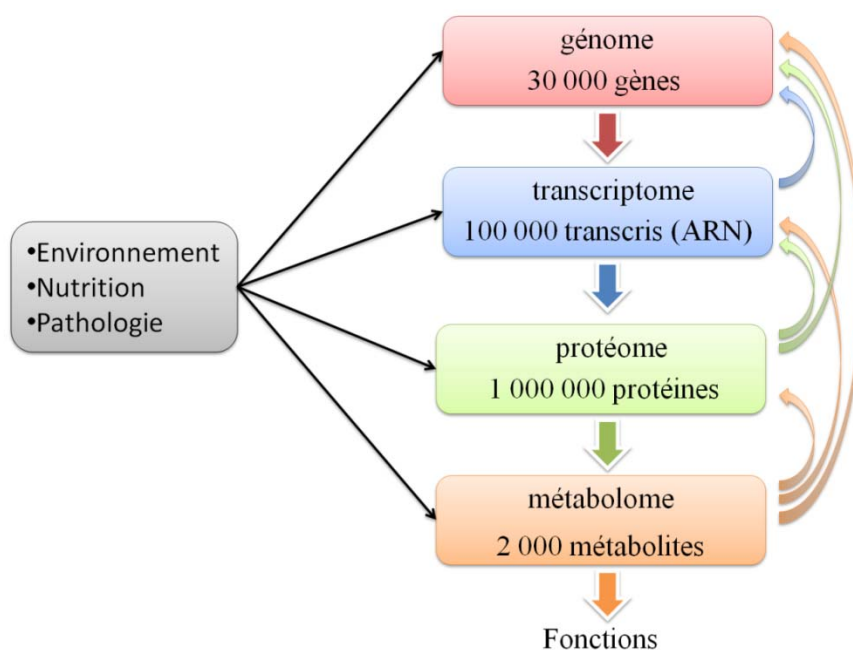 génome
30 000 gènes
transcriptome
100 000 transcris (ARN)
•Environnement
•Nutrition
•Pathologie
protéome
1 000 000 protéines
métabolome
2 000 métabolites
Fonctions